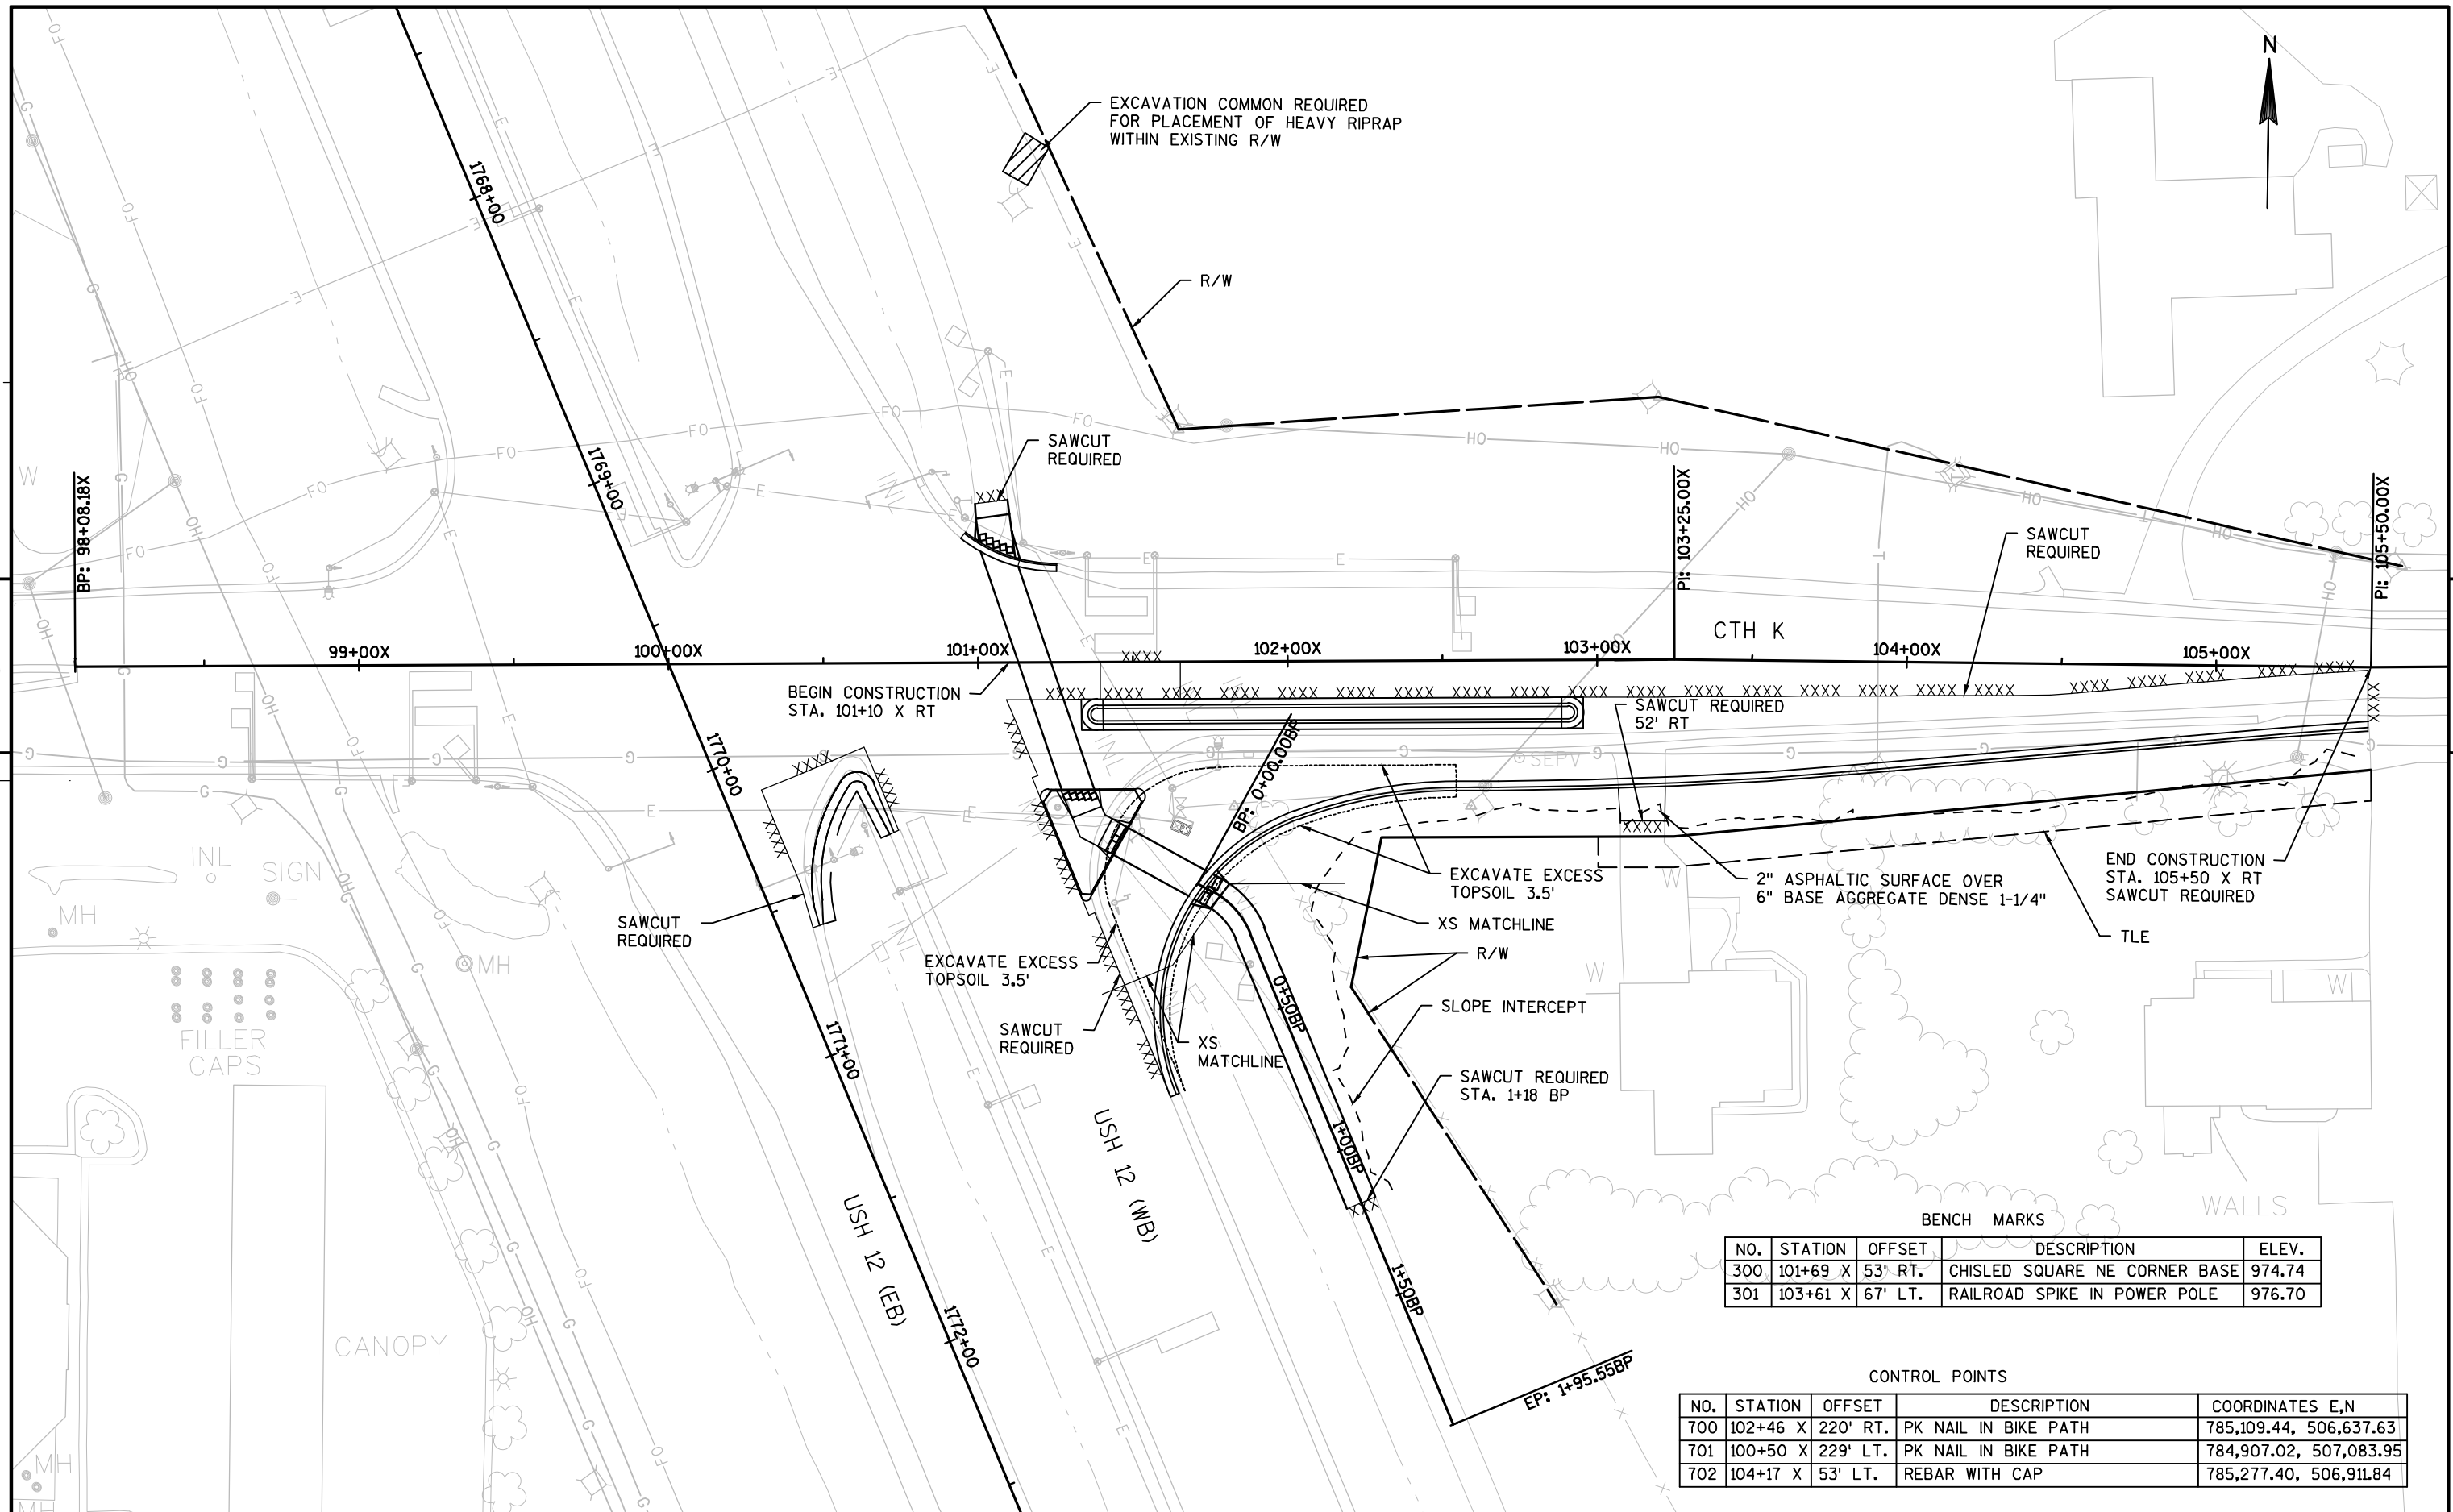 N
EXCAVATION COMMON REQUIRED
FOR PLACEMENT OF HEAVY RIPRAP
WITHIN EXISTING R/W
R/W
1768+00
1769+00
SAWCUT
REQUIRED
W
BP: 98+08.18X
PI: 103+25.00X
PI: 105+50.00X
SAWCUT
REQUIRED
CTH K
99+00X
100+00X
101+00X
102+00X
103+00X
104+00X
105+00X
BEGIN CONSTRUCTION
STA. 101+10 X RT
SAWCUT REQUIRED
52' RT
1770+00
INL
INL
SEPV
BP: 0+00.00BP
INL
SIGN
MH
MH
FILLER
CAPS
SAWCUT
REQUIRED
INL
EXCAVATE EXCESS
TOPSOIL 3.5'
SAWCUT
REQUIRED
XS
MATCHLINE
EXCAVATE EXCESS
TOPSOIL 3.5'
XS MATCHLINE
R/W
SLOPE INTERCEPT
SAWCUT REQUIRED
STA. 1+18 BP
2" ASPHALTIC SURFACE OVER
6" BASE AGGREGATE DENSE 1-1/4"
END CONSTRUCTION
STA. 105+50 X RT
SAWCUT REQUIRED
TLE
W
W
W
0+50BP
1+00BP
1+50BP
EP: 1+95.55BP
1771+00
1772+00
USH 12 (EB)
USH 12 (WB)
CANOPY
WALLS
MH
MH
BENCH MARKS
NO. STATION OFFSET DESCRIPTION ELEV.
300 101+69 X 53' RT. CHISLED SQUARE NE CORNER BASE 974.74
301 103+61 X 67' LT. RAILROAD SPIKE IN POWER POLE 976.70
CONTROL POINTS
NO. STATION OFFSET DESCRIPTION COORDINATES E,N
700 102+46 X 220' RT. PK NAIL IN BIKE PATH 785,109.44, 506,637.63
701 100+50 X 229' LT. PK NAIL IN BIKE PATH 784,907.02, 507,083.95
702 104+17 X 53' LT. REBAR WITH CAP 785,277.40, 506,911.84